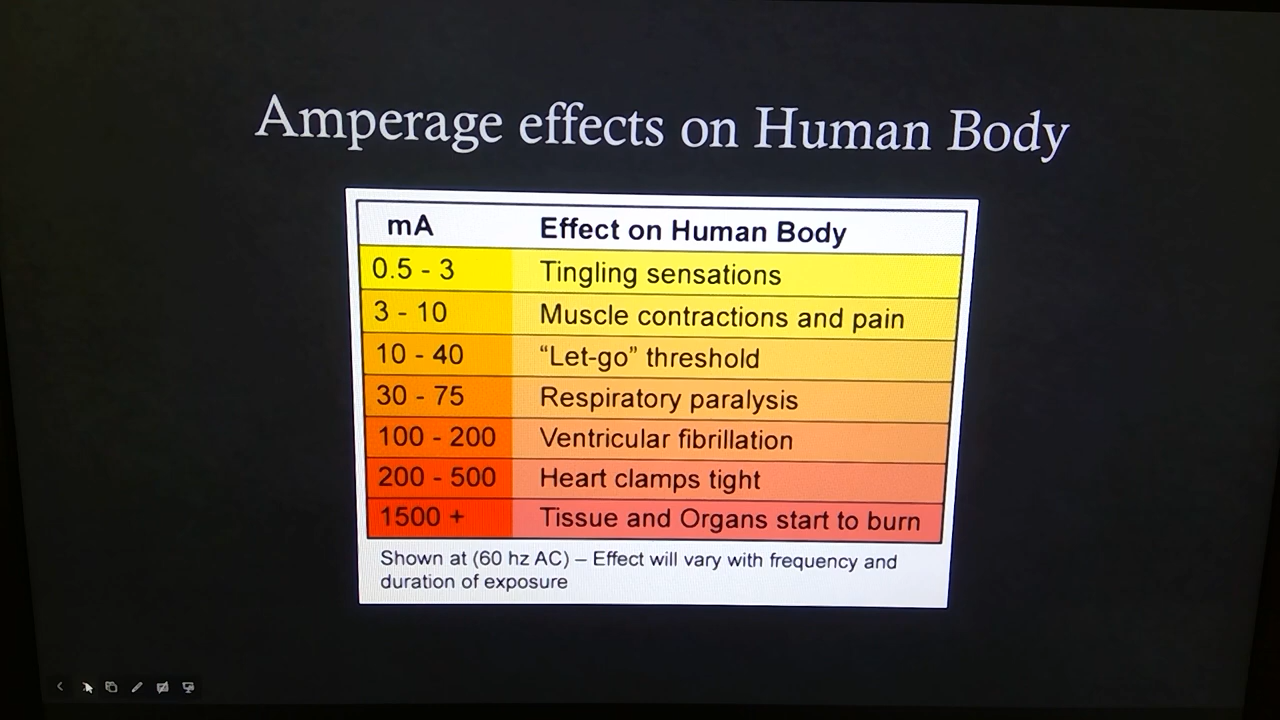 Amperage effects on Human Body
mA Effect on Human Body
0.5 - 3 Tingling sensations
3 - 10 Muscle contractions and pain
10 - 40 “Let-go” threshold
30 - 75 Respiratory paralysis
100 - 200 Ventricular fibrillation
200 - 500 Heart clamps tight
1500 + Tissue and Organs start to burn
Shown at (60 hz AC) – Effect will vary with frequency and
duration of exposure